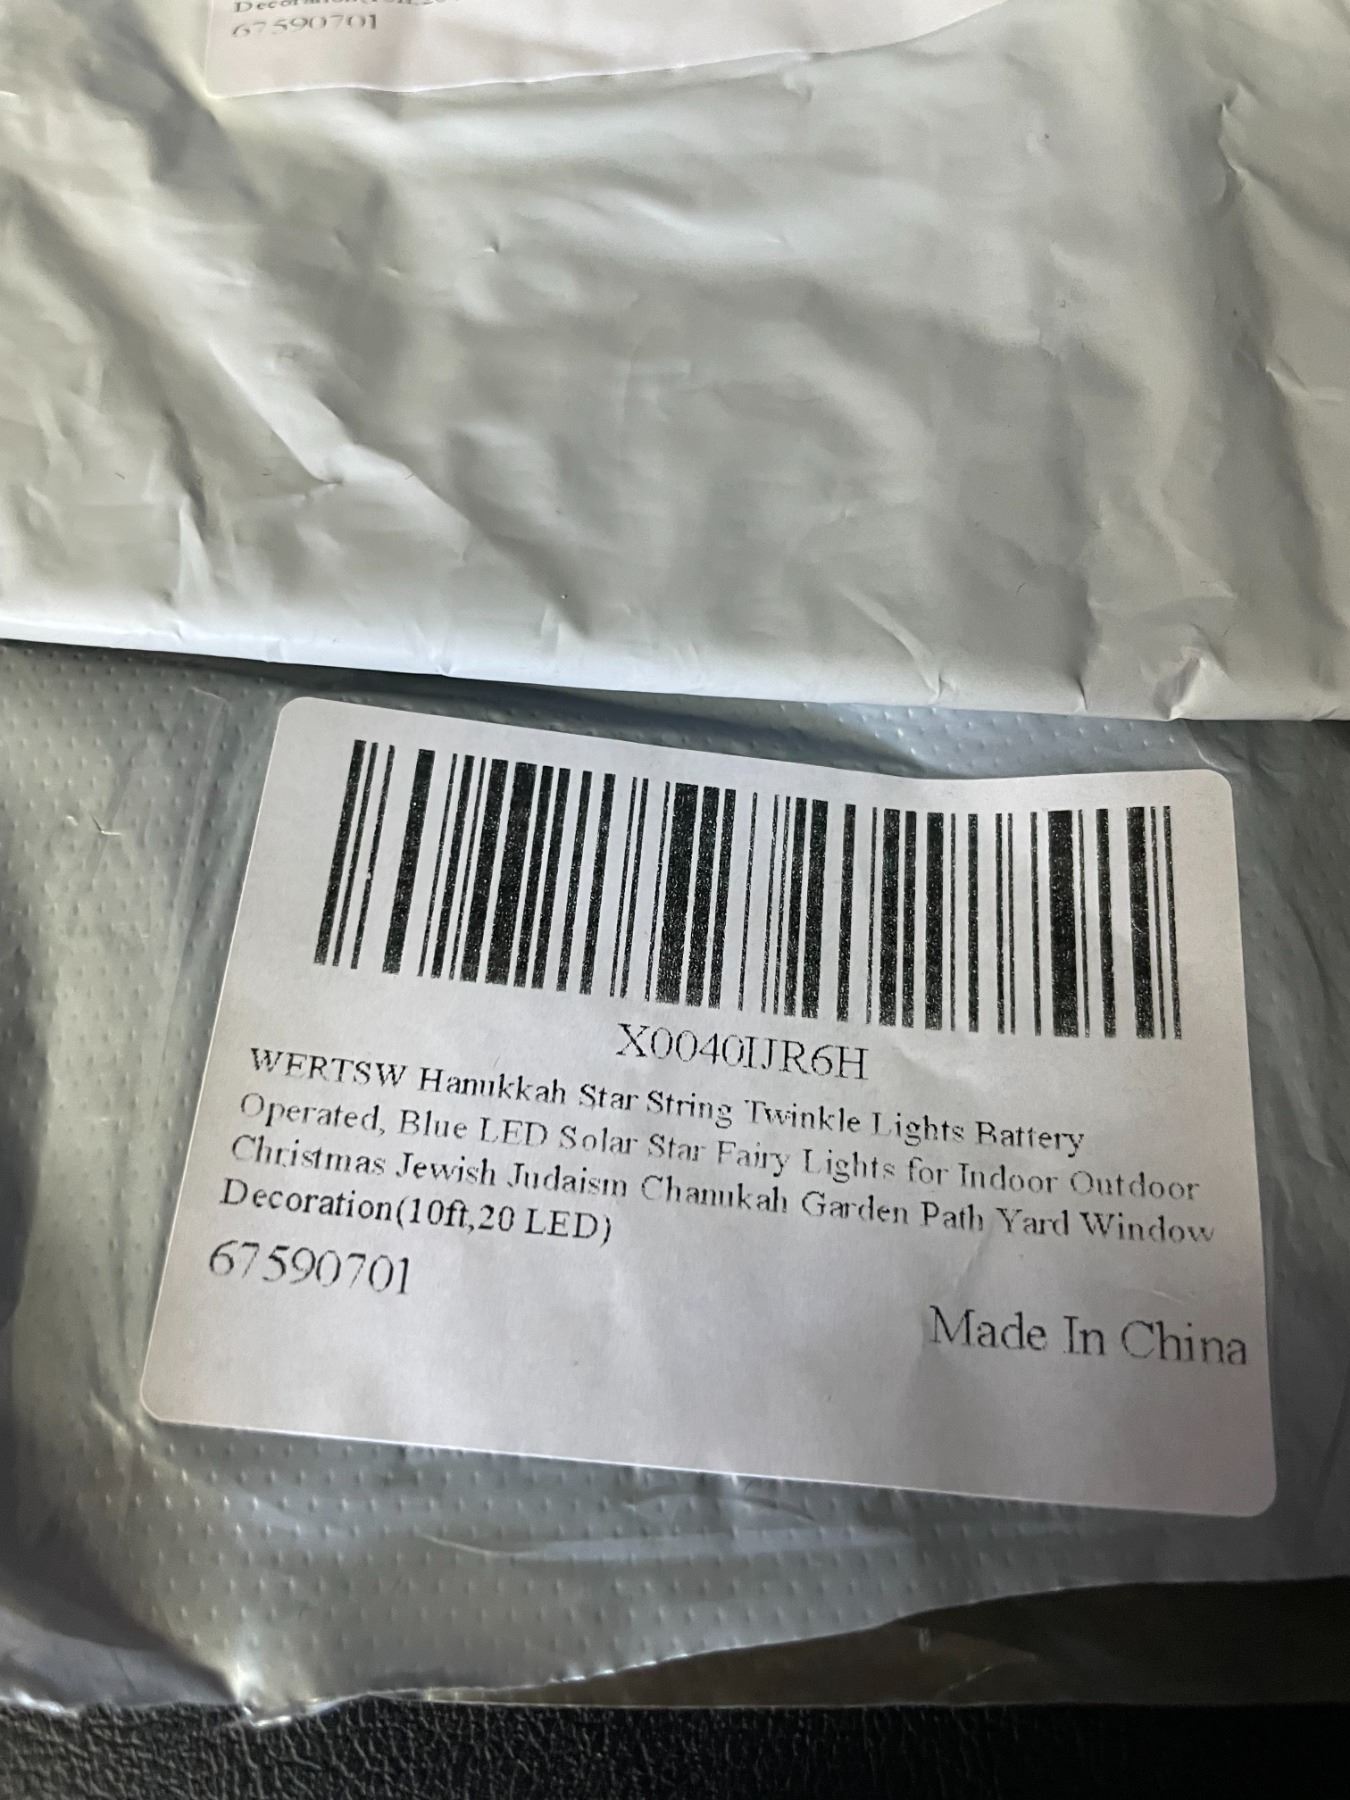 67590701
X0040IJR6H
WERTSW Hanukkah Star String Twinkle Lights Battery
Operated, Blue LED Solar Star Fairy Lights for Indoor Outdoor
Christmas Jewish Judaism Chanukah Garden Path Yard Window
Decoration(10ft,20 LED)
67590701
Made In China